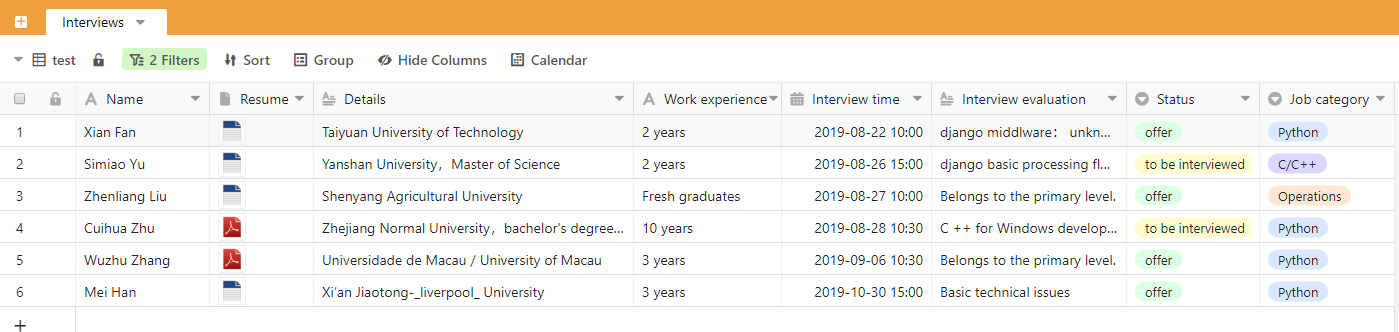 Interviews
test 2 Filters Sort Group Hide Columns Calendar
Name Resume Details Work experience Interview time Interview evaluation Status Job category
1 Xian Fan Taiyuan University of Technology 2 years 2019-08-22 10:00 django middlware： unkn... offer Python
2 Simiao Yu Yanshan University，Master of Science 2 years 2019-08-26 15:00 django basic processing fl... to be interviewed C/C++
3 Zhenliang Liu Shenyang Agricultural University Fresh graduates 2019-08-27 10:00 Belongs to the primary level. offer Operations
4 Cuihua Zhu Zhejiang Normal University，bachelor's degree... 10 years 2019-08-28 10:30 C ++ for Windows develop... to be interviewed Python
5 Wuzhu Zhang Universidade de Macau / University of Macau 3 years 2019-09-06 10:30 Belongs to the primary level. offer Python
6 Mei Han Xi'an Jiaotong-_liverpool_ University 3 years 2019-10-30 15:00 Basic technical issues offer Python